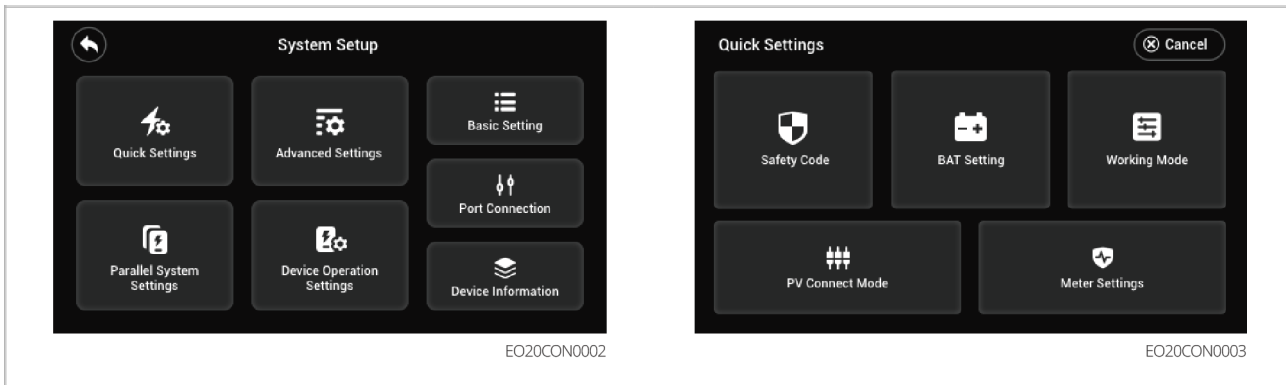 System Setup
Quick Settings
Advanced Settings
Basic Setting
Port Connection
Parallel System
Settings
Device Operation
Settings
Device Information
EO20CON0002
Quick Settings
Cancel
Safety Code
BAT Setting
Working Mode
PV Connect Mode
Meter Settings
EO20CON0003